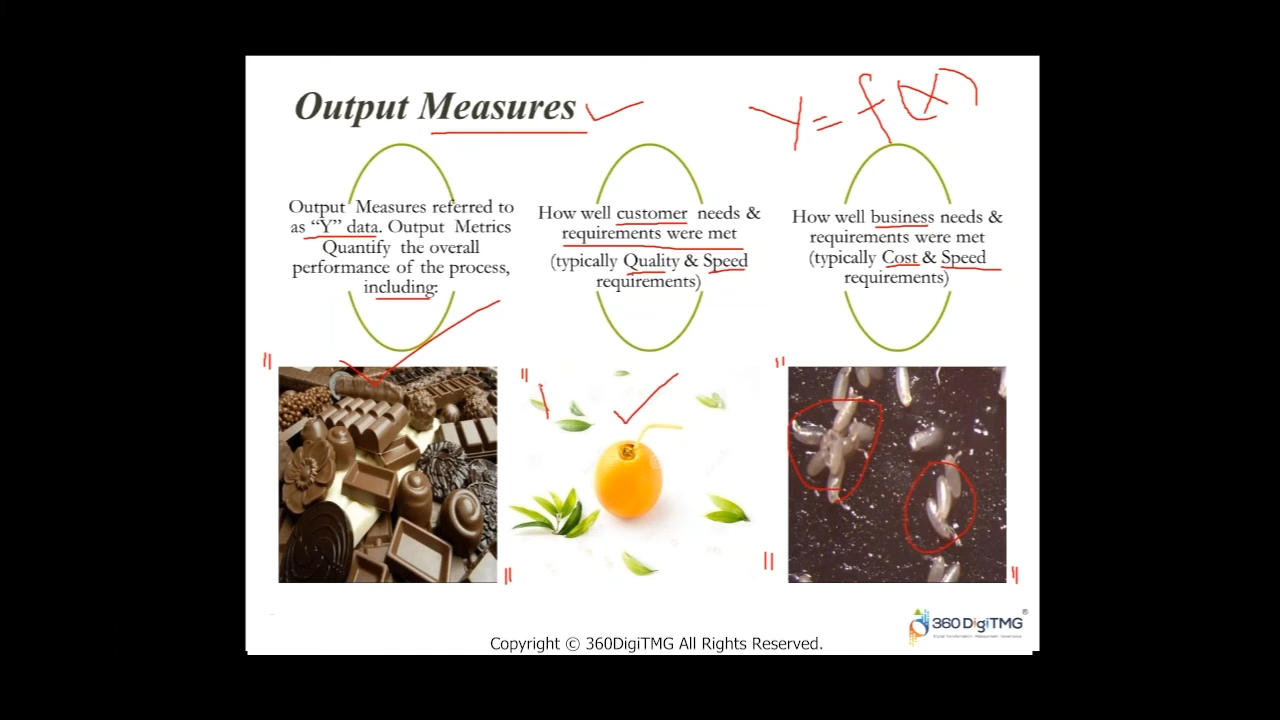 Output Measures
Y = f(X)
Output Measures referred to
as “Y” data. Output Metrics
Quantify the overall
performance of the process,
including:
How well customer needs &
requirements were met
(typically Quality & Speed
requirements)
How well business needs &
requirements were met
(typically Cost & Speed
requirements)
360DigiTMG®
Copyright © 360DigiTMG All Rights Reserved.